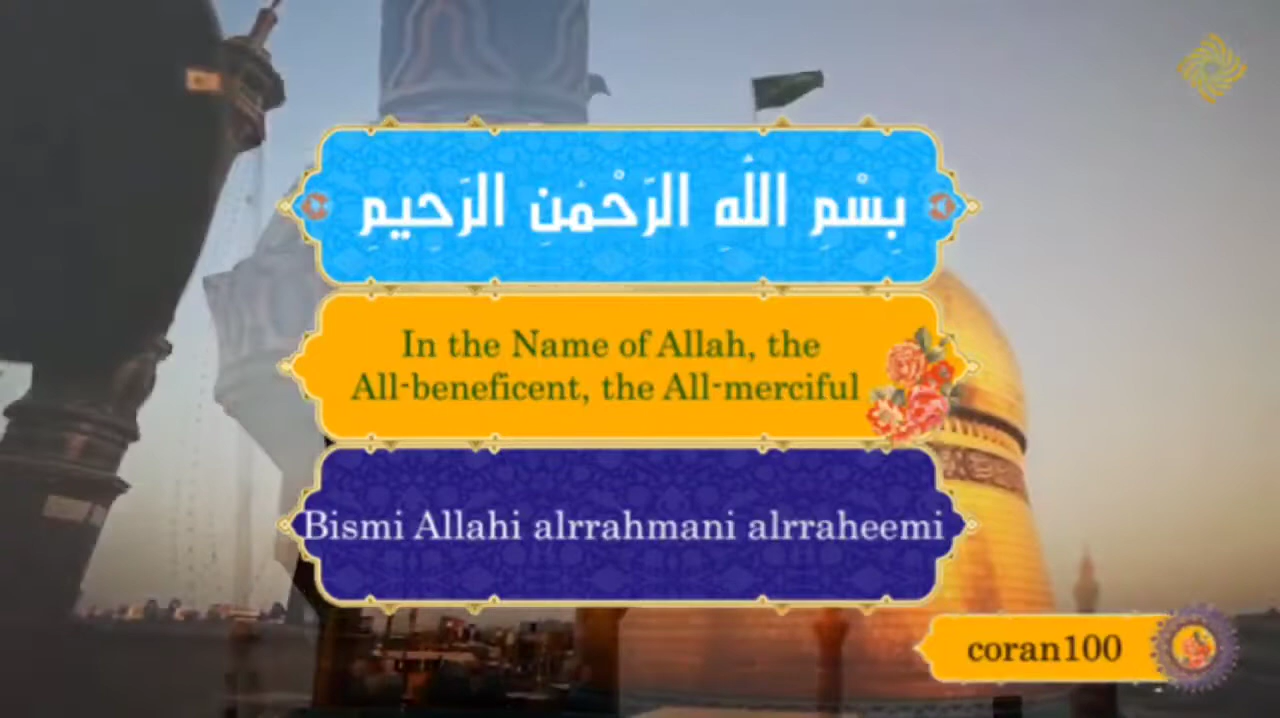 بِسْمِ اللَّهِ الرَّحْمَٰنِ الرَّحِيمِ
In the Name of Allah, the
All-beneficent, the All-merciful
Bismi Allahi alrrahmani alrraheemi
coran100